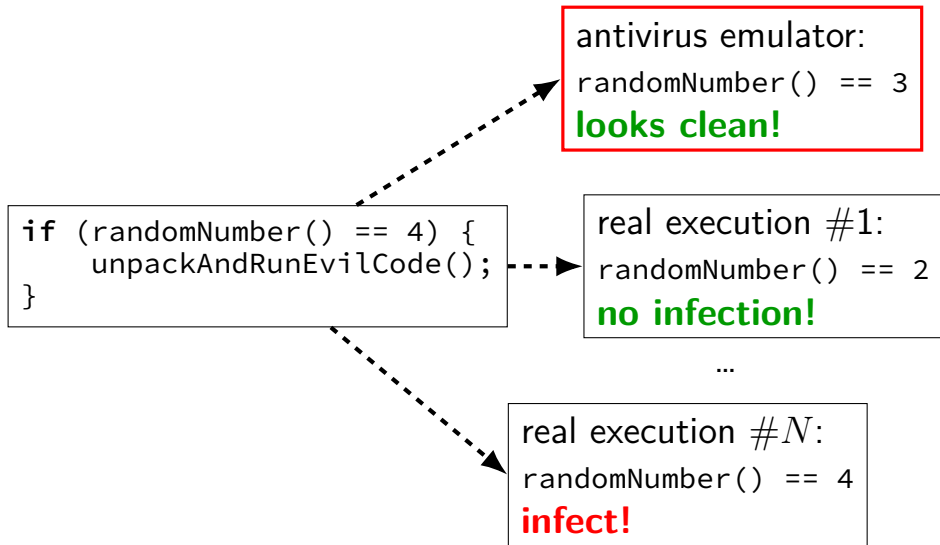 antivirus emulator:
randomNumber() == 3
looks clean!
if (randomNumber() == 4) {
    unpackAndRunEvilCode();
}
real execution #1:
randomNumber() == 2
no infection!
...
real execution #N:
randomNumber() == 4
infect!